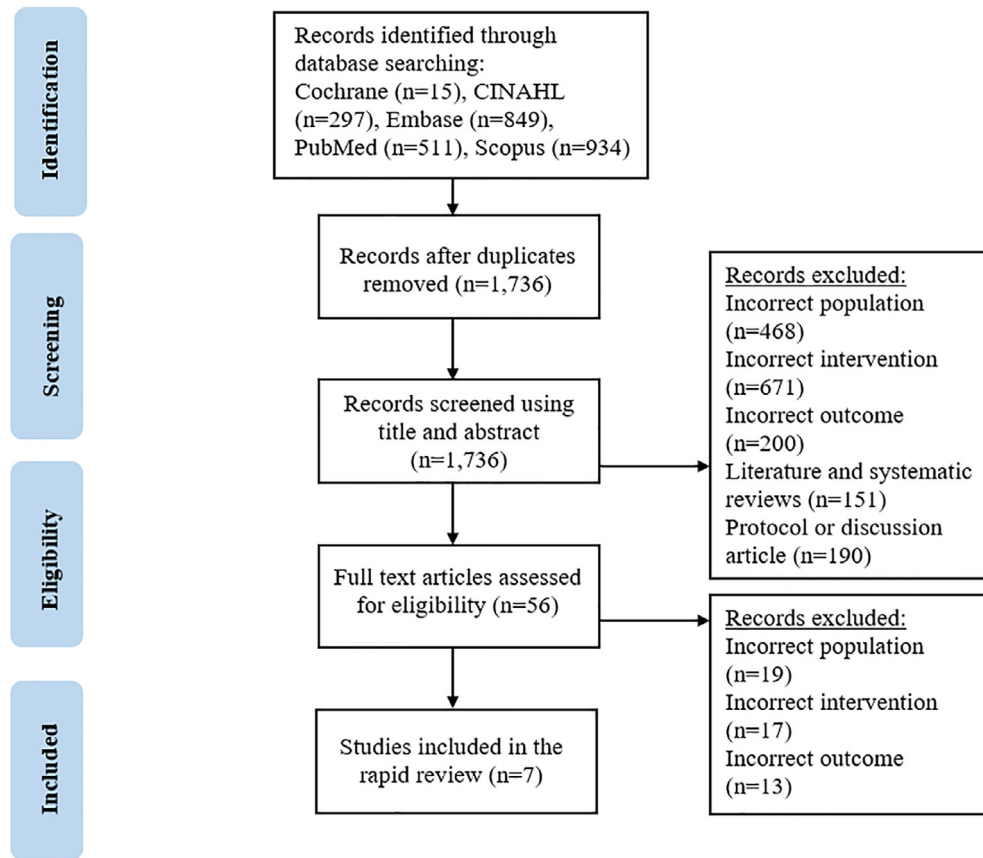 Identification
Records identified through
database searching:
Cochrane (n=15), CINAHL
(n=297), Embase (n=849),
PubMed (n=511), Scopus (n=934)
Screening
Records after duplicates
removed (n=1,736)
Records screened using
title and abstract
(n=1,736)
Records excluded:
Incorrect population
(n=468)
Incorrect intervention
(n=671)
Incorrect outcome
(n=200)
Literature and systematic
reviews (n=151)
Protocol or discussion
article (n=190)
Eligibility
Full text articles assessed
for eligibility (n=56)
Records excluded:
Incorrect population
(n=19)
Incorrect intervention
(n=17)
Incorrect outcome
(n=13)
Included
Studies included in the
rapid review (n=7)